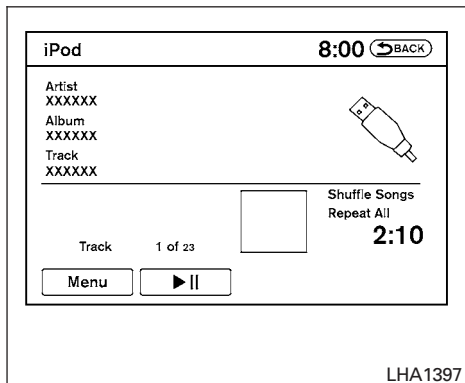 iPod 8:00 BACK
Artist
XXXXXX
Album
XXXXXX
Track
XXXXXX
Shuffle Songs
Repeat All
2:10
Track 1 of 23
Menu
LHA1397